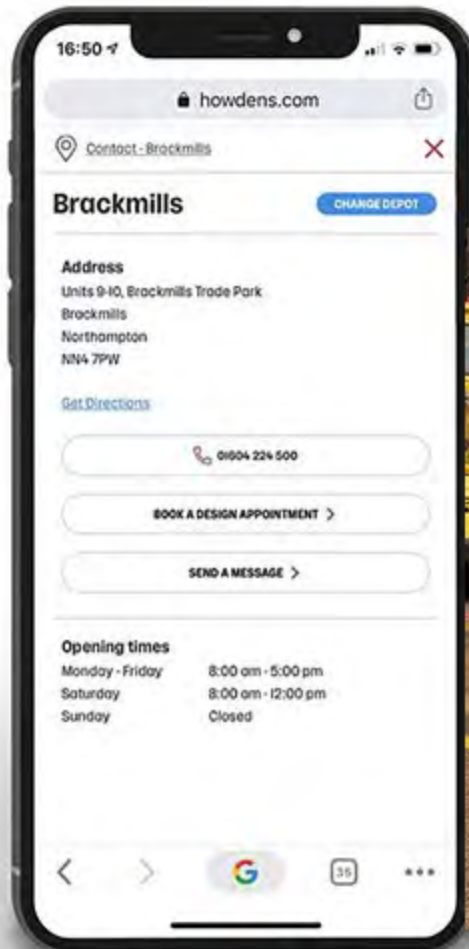 16:50
howdens.com
Contact - Brackmills
Brackmills
CHANGE DEPOT
Address
Units 9-10, Brackmills Trade Park
Brackmills
Northampton
NN4 7PW
Get Directions
01604 224 500
BOOK A DESIGN APPOINTMENT >
SEND A MESSAGE >
Opening times
Monday - Friday 8:00 am - 5:00 pm
Saturday 8:00 am - 12:00 pm
Sunday Closed
G 35